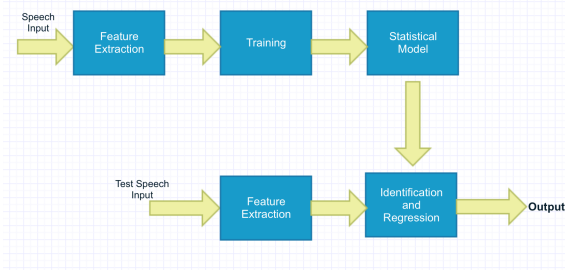 Speech
Input
Feature
Extraction
Training
Statistical
Model
Test Speech
Input
Feature
Extraction
Identification
and
Regression
Output